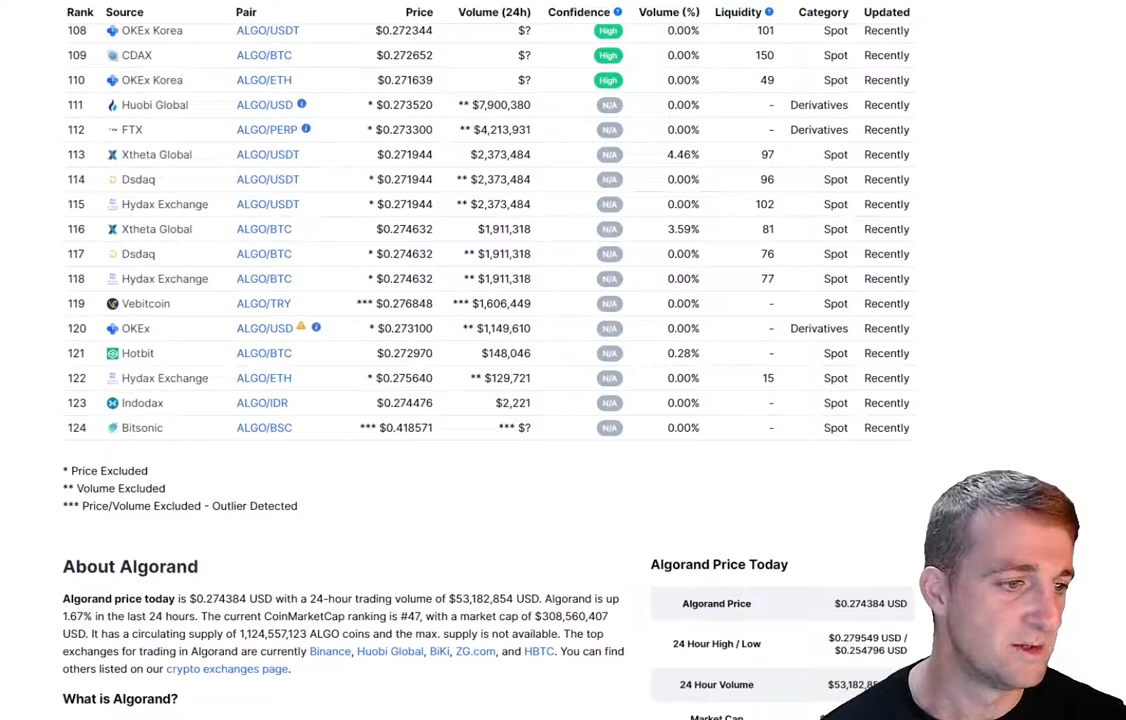 Rank Source Pair Price Volume (24h) Confidence Volume (%) Liquidity Category Updated
108 OKEx Korea ALGO/USDT $0.272344 $? High 0.00% 101 Spot Recently
109 CDAX ALGO/BTC $0.272652 $? High 0.00% 150 Spot Recently
110 OKEx Korea ALGO/ETH $0.271639 $? High 0.00% 49 Spot Recently
111 Huobi Global ALGO/USD * $0.273520 ** $7,900,380 N/A 0.00% - Derivatives Recently
112 FTX ALGO/PERP * $0.273300 ** $4,213,931 N/A 0.00% - Derivatives Recently
113 Xtheta Global ALGO/USDT $0.271944 $2,373,484 N/A 4.46% 97 Spot Recently
114 Dsdaq ALGO/USDT * $0.271944 ** $2,373,484 N/A 0.00% 96 Spot Recently
115 Hydax Exchange ALGO/USDT * $0.271944 ** $2,373,484 N/A 0.00% 102 Spot Recently
116 Xtheta Global ALGO/BTC $0.274632 $1,911,318 N/A 3.59% 81 Spot Recently
117 Dsdaq ALGO/BTC * $0.274632 ** $1,911,318 N/A 0.00% 76 Spot Recently
118 Hydax Exchange ALGO/BTC * $0.274632 ** $1,911,318 N/A 0.00% 77 Spot Recently
119 Vebitcoin ALGO/TRY *** $0.276848 *** $1,606,449 N/A 0.00% - Spot Recently
120 OKEx ALGO/USD * $0.273100 ** $1,149,610 N/A 0.00% - Derivatives Recently
121 Hotbit ALGO/BTC $0.272970 $148,046 N/A 0.28% - Spot Recently
122 Hydax Exchange ALGO/ETH * $0.275640 ** $129,721 N/A 0.00% 15 Spot Recently
123 Indodax ALGO/IDR $0.274476 $2,221 N/A 0.00% - Spot Recently
124 Bitsonic ALGO/BSC *** $0.418571 *** $? N/A 0.00% - Spot Recently
* Price Excluded
** Volume Excluded
*** Price/Volume Excluded - Outlier Detected
About Algorand
Algorand price today is $0.274384 USD with a 24-hour trading volume of $53,182,854 USD. Algorand is up
1.67% in the last 24 hours. The current CoinMarketCap ranking is #47, with a market cap of $308,560,407
USD. It has a circulating supply of 1,124,557,123 ALGO coins and the max. supply is not available. The top
exchanges for trading in Algorand are currently Binance, Huobi Global, BiKi, ZG.com, and HBTC. You can find
others listed on our crypto exchanges page.
What is Algorand?
Algorand Price Today
Algorand Price $0.274384 USD
24 Hour High / Low $0.279549 USD /
$0.254796 USD
24 Hour Volume
Market Cap